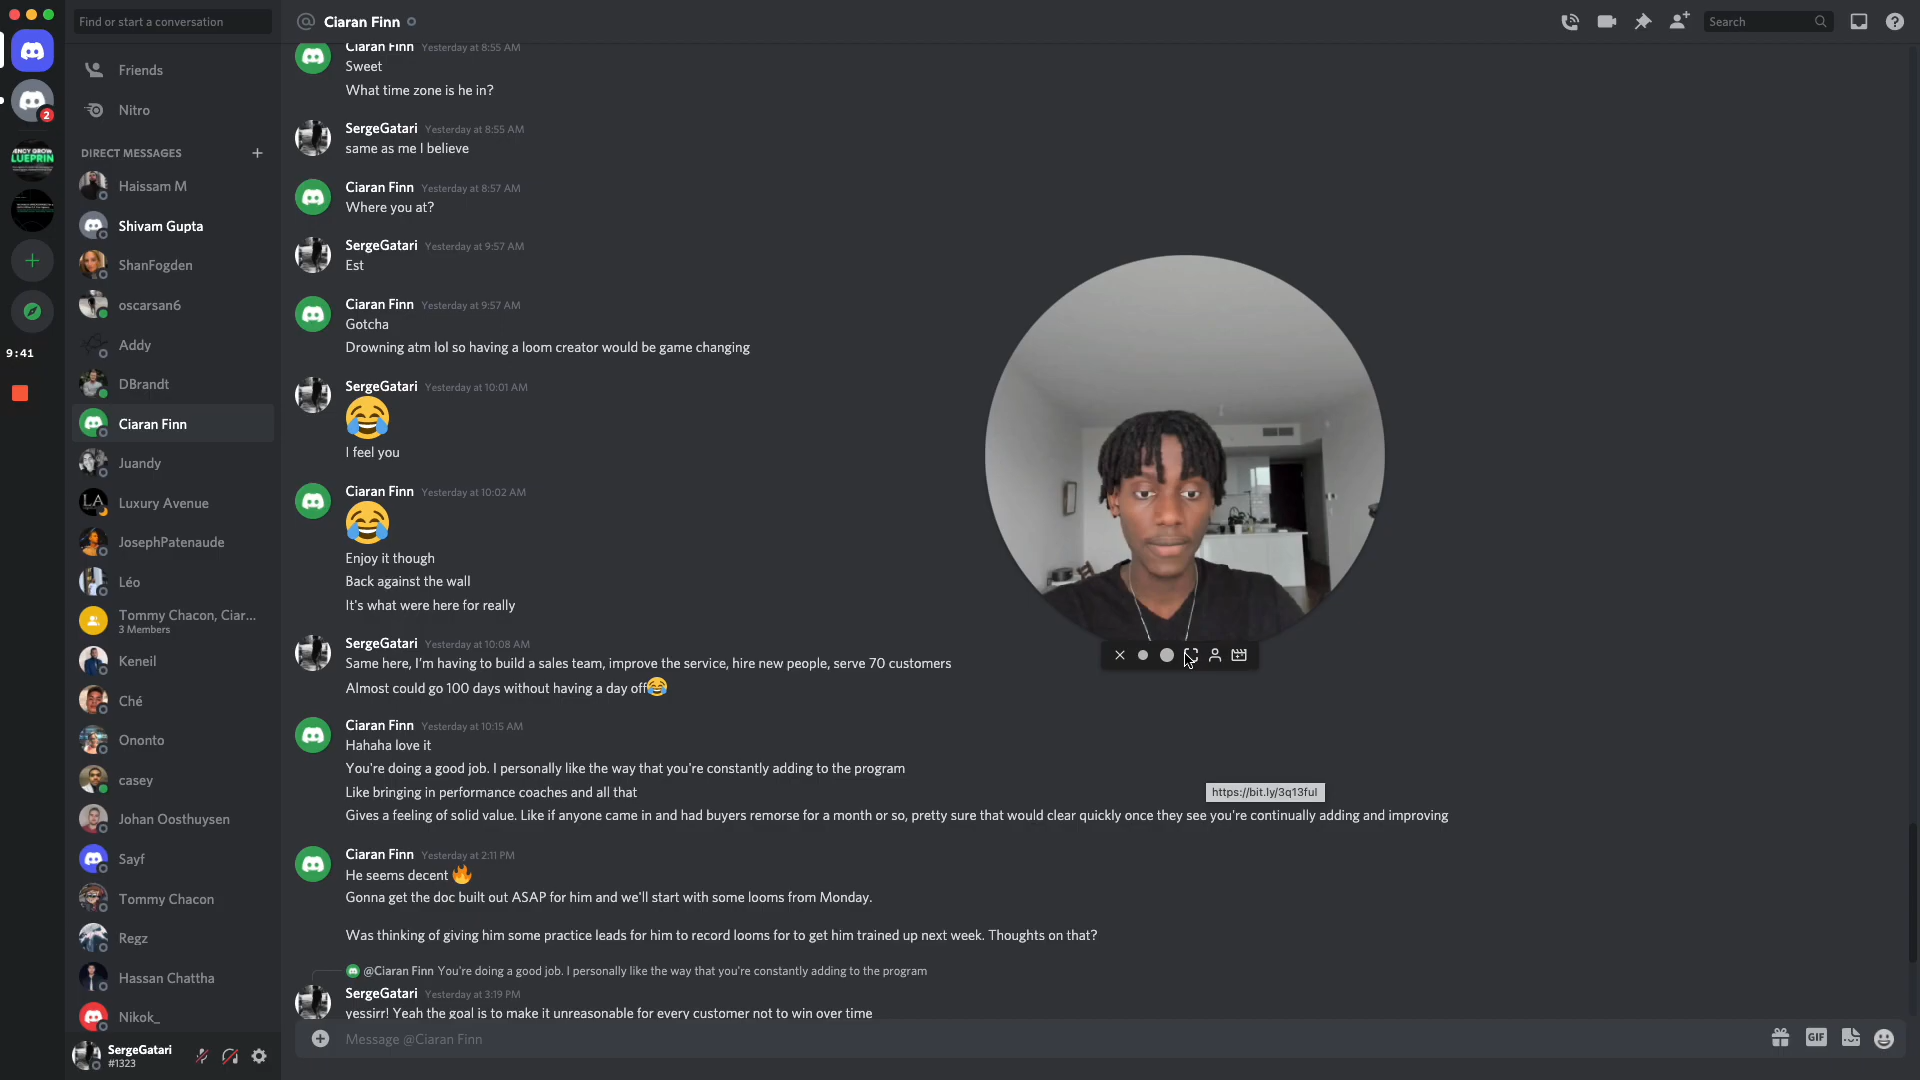 Find or start a conversation
Ciaran Finn
Search
2
ENCY GROW
LUEPRIN
9:41
Friends
Nitro
DIRECT MESSAGES
Haissam M
Shivam Gupta
ShanFogden
oscarsan6
Addy
DBrandt
Ciaran Finn
Juandy
LA
Luxury Avenue
JosephPatenaude
Léo
Tommy Chacon, Ciar...
3 Members
Keneil
Ché
Ononto
casey
Johan Oosthuysen
Sayf
Tommy Chacon
Regz
Hassan Chattha
Nikok_
SergeGatari
#1323
Ciaran Finn Yesterday at 8:55 AM
Sweet
What time zone is he in?
SergeGatari Yesterday at 8:55 AM
same as me I believe
Ciaran Finn Yesterday at 8:57 AM
Where you at?
SergeGatari Yesterday at 9:57 AM
Est
Ciaran Finn Yesterday at 9:57 AM
Gotcha
Drowning atm lol so having a loom creator would be game changing
SergeGatari Yesterday at 10:01 AM
😂
I feel you
Ciaran Finn Yesterday at 10:02 AM
😂
Enjoy it though
Back against the wall
It's what were here for really
SergeGatari Yesterday at 10:08 AM
Same here, I'm having to build a sales team, improve the service, hire new people, serve 70 customers
Almost could go 100 days without having a day off😂
Ciaran Finn Yesterday at 10:15 AM
Hahaha love it
You're doing a good job. I personally like the way that you're constantly adding to the program
Like bringing in performance coaches and all that
https://bit.ly/3q13fuI
Gives a feeling of solid value. Like if anyone came in and had buyers remorse for a month or so, pretty sure that would clear quickly once they see you're continually adding and improving
Ciaran Finn Yesterday at 2:11 PM
He seems decent 🔥
Gonna get the doc built out ASAP for him and we'll start with some looms from Monday.
Was thinking of giving him some practice leads for him to record looms for to get him trained up next week. Thoughts on that?
@Ciaran Finn You're doing a good job. I personally like the way that you're constantly adding to the program
SergeGatari Yesterday at 3:19 PM
yessirr! Yeah the goal is to make it unreasonable for every customer not to win over time
Message @Ciaran Finn
GIF